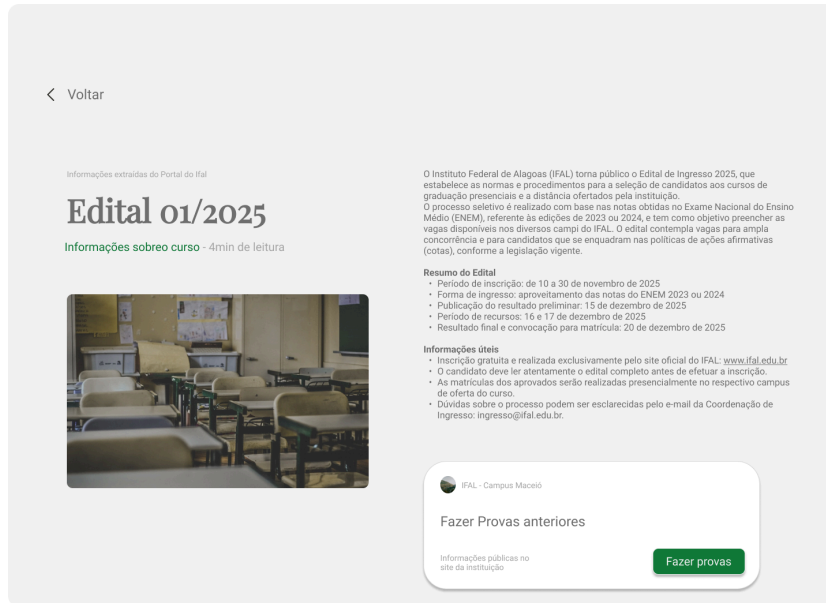 Voltar
Informações extraídas do Portal do Ifal
Edital 01/2025
Informações sobreo curso - 4min de leitura
O Instituto Federal de Alagoas (IFAL) torna público o Edital de Ingresso 2025, que
estabelece as normas e procedimentos para a seleção de candidatos aos cursos de
graduação presenciais e a distância ofertados pela instituição.
O processo seletivo é realizado com base nas notas obtidas no Exame Nacional do Ensino
Médio (ENEM), referente às edições de 2023 ou 2024, e tem como objetivo preencher as
vagas disponíveis nos diversos campi do IFAL. O edital contempla vagas para ampla
concorrência e para candidatos que se enquadram nas políticas de ações afirmativas
(cotas), conforme a legislação vigente.
Resumo do Edital
• Período de inscrição: de 10 a 30 de novembro de 2025
• Forma de ingresso: aproveitamento das notas do ENEM 2023 ou 2024
• Publicação do resultado preliminar: 15 de dezembro de 2025
• Período de recursos: 16 e 17 de dezembro de 2025
• Resultado final e convocação para matrícula: 20 de dezembro de 2025
Informações úteis
• Inscrição gratuita e realizada exclusivamente pelo site oficial do IFAL: www.ifal.edu.br
• O candidato deve ler atentamente o edital completo antes de efetuar a inscrição.
• As matrículas dos aprovados serão realizadas presencialmente no respectivo campus
de oferta do curso.
• Dúvidas sobre o processo podem ser esclarecidas pelo e-mail da Coordenação de
Ingresso: ingresso@ifal.edu.br.
IFAL - Campus Maceió
Fazer Provas anteriores
Informações públicas no
site da instituição
Fazer provas